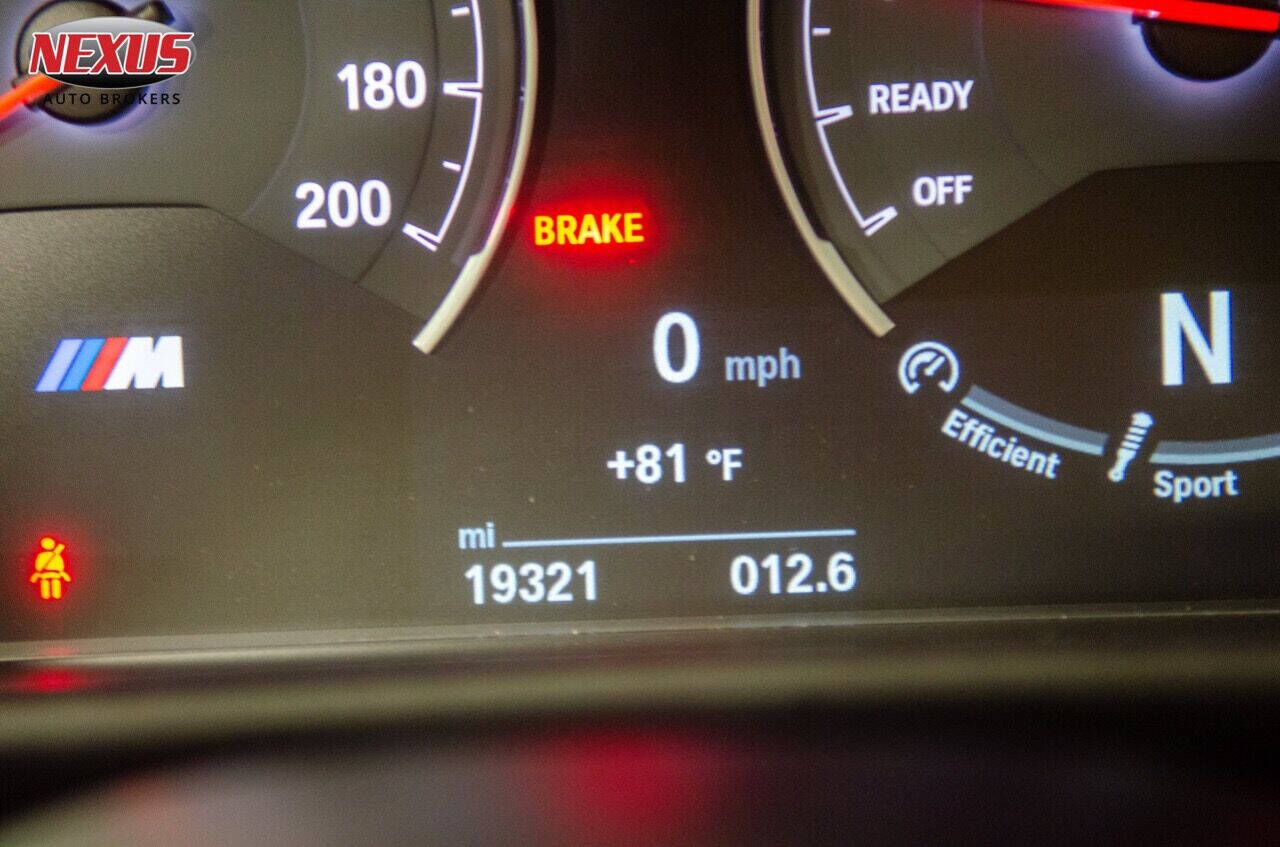 NEXUS
AUTO BROKERS
180
200
READY
OFF
BRAKE
M
0 mph
N
Efficient
Sport
+81 °F
mi
19321 012.6